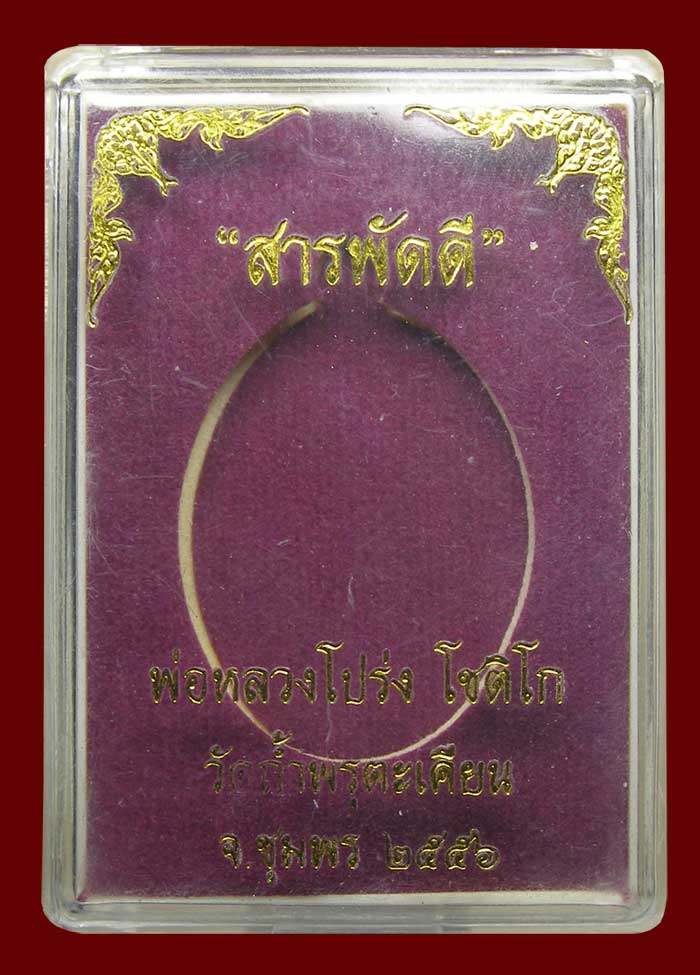 “สารพัดดี”
พ่อหลวงโปร่ง โชติโก
วัดถ้ำพรุตะเคียน
จ.ชุมพร ๒๕๕๖